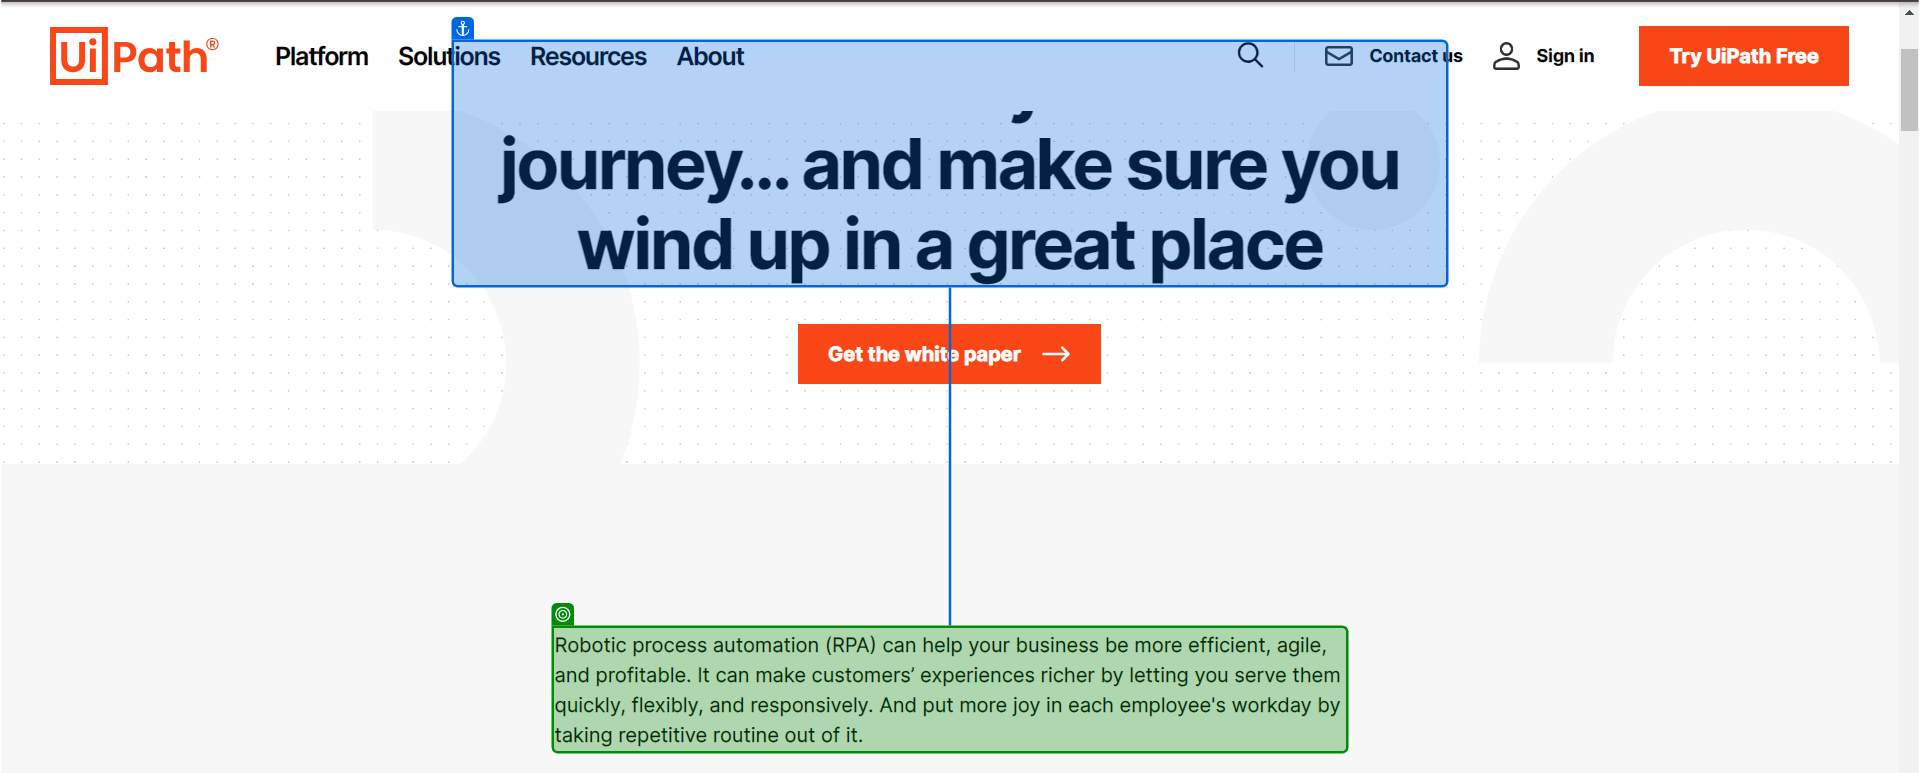 UiPath®
Platform Solutions Resources About
Contact us
Sign in
Try UiPath Free
journey... and make sure you
wind up in a great place
Get the white paper
Robotic process automation (RPA) can help your business be more efficient, agile,
and profitable. It can make customers’ experiences richer by letting you serve them
quickly, flexibly, and responsively. And put more joy in each employee's workday by
taking repetitive routine out of it.